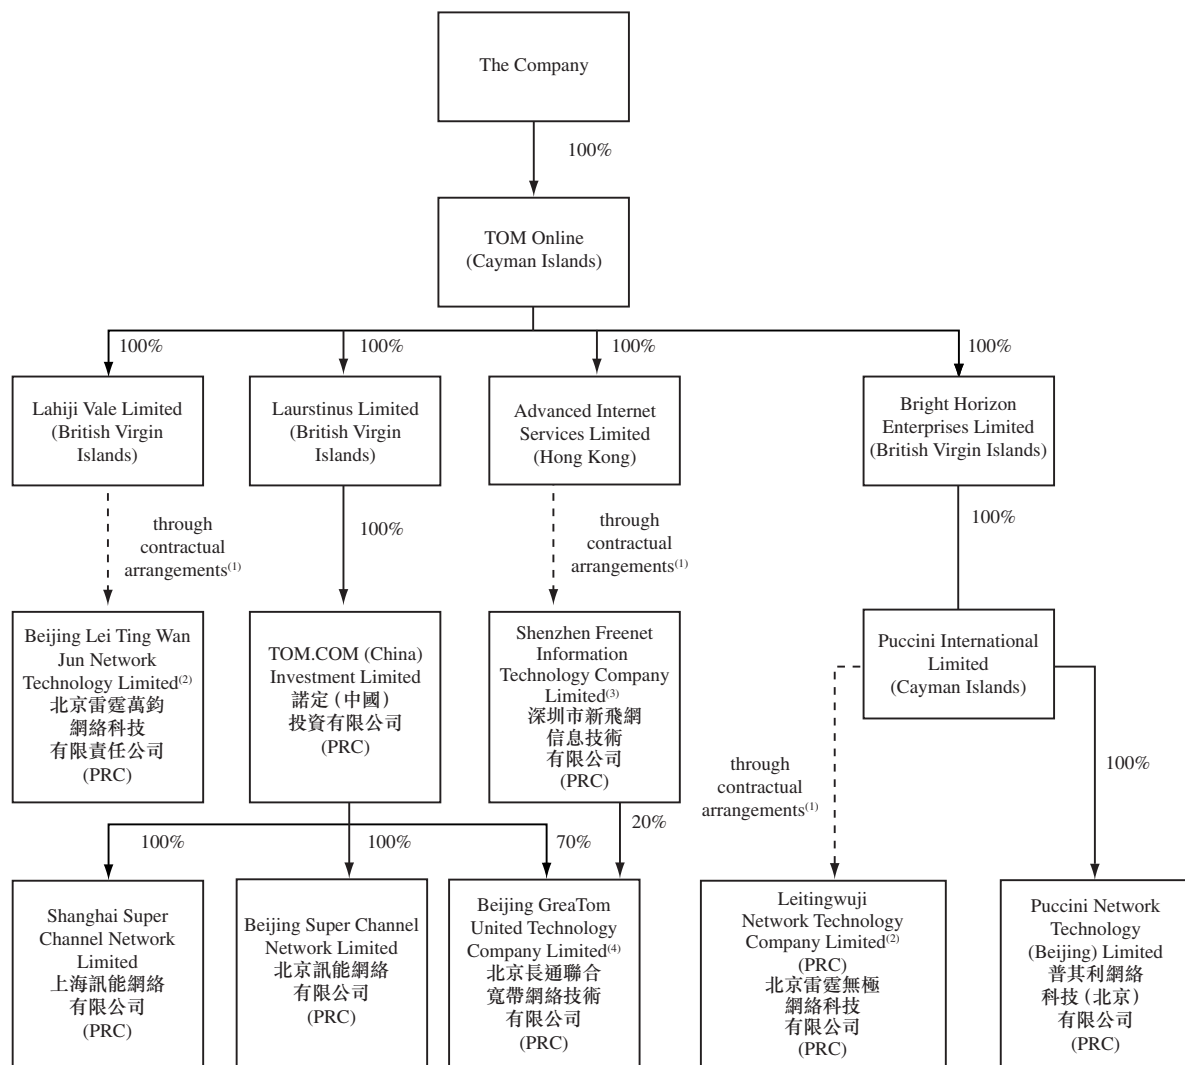 The Company
100%
TOM Online
(Cayman Islands)
100%
100%
100%
100%
Lahiji Vale Limited
(British Virgin
Islands)
Laurstinus Limited
(British Virgin
Islands)
Advanced Internet
Services Limited
(Hong Kong)
Bright Horizon
Enterprises Limited
(British Virgin Islands)
through
contractual
arrangements(1)
100%
through
contractual
arrangements(1)
100%
Beijing Lei Ting Wan
Jun Network
Technology Limited(2)
北京雷霆萬鈞
網絡科技
有限責任公司
(PRC)
TOM.COM (China)
Investment Limited
諾定（中國）
投資有限公司
(PRC)
Shenzhen Freenet
Information
Technology Company
Limited(3)
深圳市新飛網
信息技術
有限公司
(PRC)
Puccini International
Limited
(Cayman Islands)
through
contractual
arrangements(1)
100%
100%
100%
70%
20%
Shanghai Super
Channel Network
Limited
上海訊能網絡
有限公司
(PRC)
Beijing Super Channel
Network Limited
北京訊能網絡
有限公司
(PRC)
Beijing GreaTom
United Technology
Company Limited(4)
北京長通聯合
寬帶網絡技術
有限公司
(PRC)
Leitingwuji
Network Technology
Company Limited(2)
(PRC)
北京雷霆無極
網絡科技
有限公司
(PRC)
Puccini Network
Technology
(Beijing) Limited
普其利網絡
科技（北京）
有限公司
(PRC)